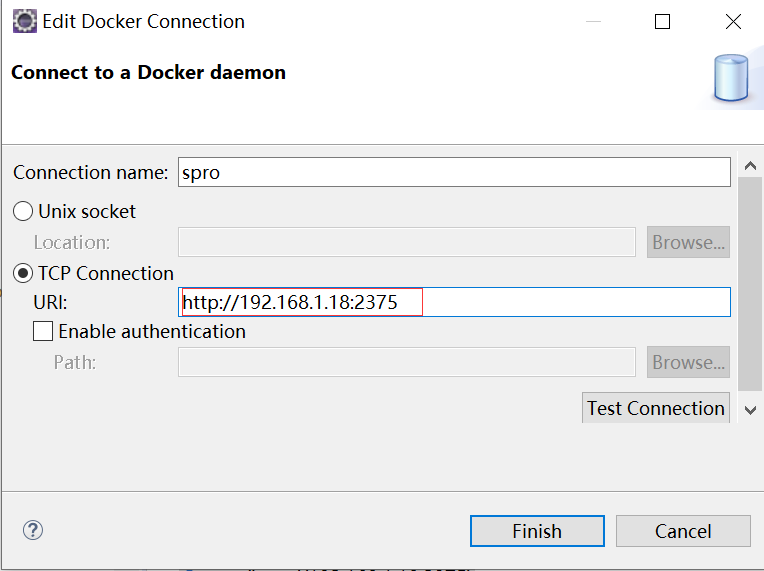 Edit Docker Connection
Connect to a Docker daemon
Connection name: spro
Unix socket
Location: Browse...
TCP Connection
URI: http://192.168.1.18:2375
Enable authentication
Path: Browse...
Test Connection
? Finish Cancel